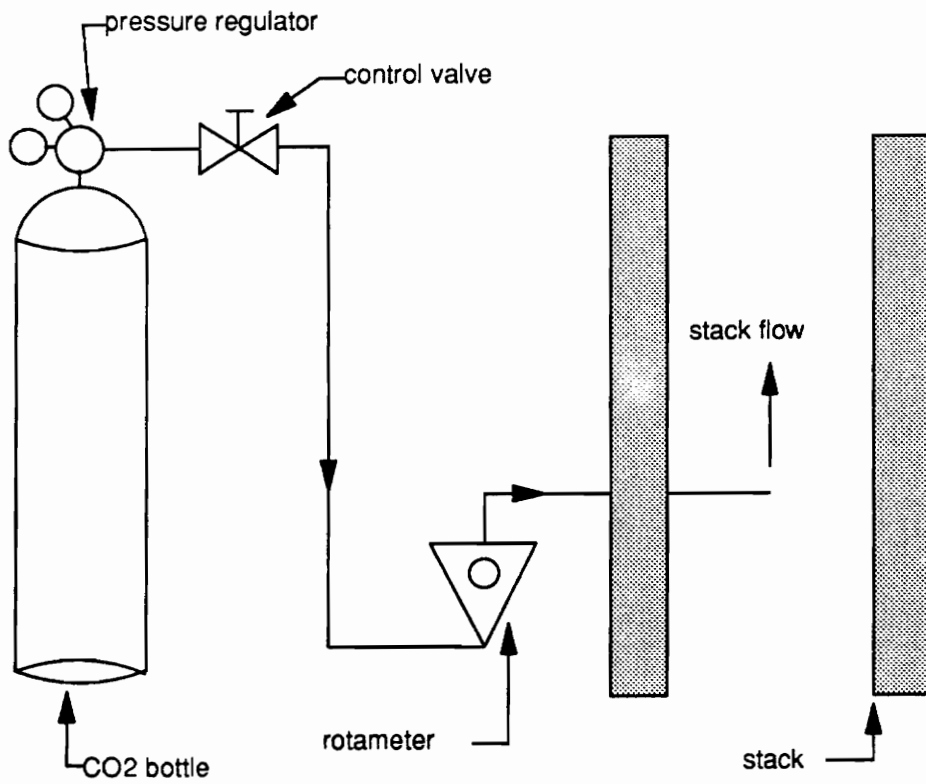 pressure regulator
control valve
stack flow
rotameter
stack
CO2 bottle